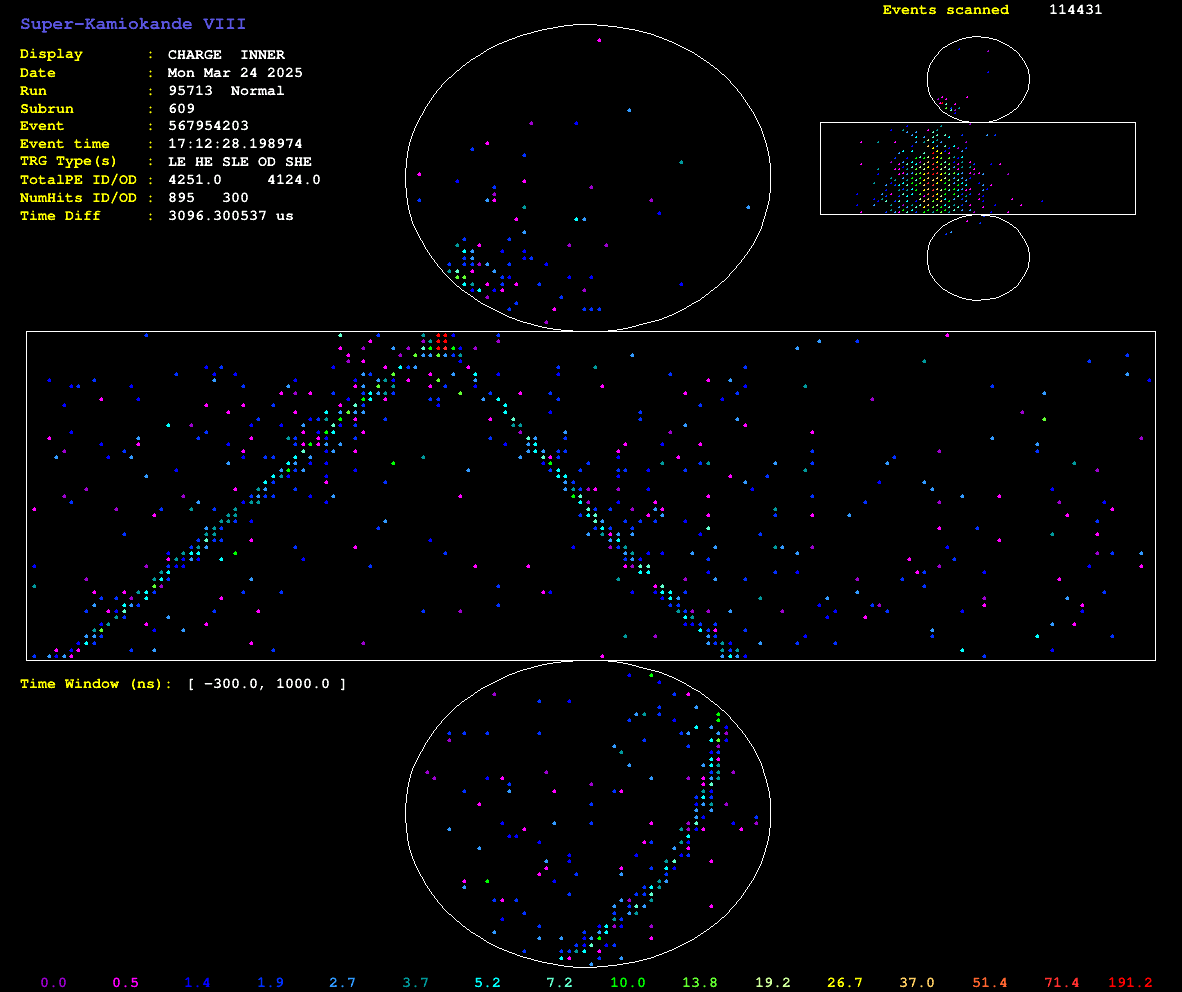 Super-Kamiokande VIII
Events scanned 114431
Display : CHARGE INNER
Date : Mon Mar 24 2025
Run : 95713 Normal
Subrun : 609
Event : 567954203
Event time : 17:12:28.198974
TRG Type(s) : LE HE SLE OD SHE
TotalPE ID/OD : 4251.0 4124.0
NumHits ID/OD : 895 300
Time Diff : 3096.300537 us
Time Window (ns): [ -300.0, 1000.0 ]
0.0 0.5 1.4 1.9 2.7 3.7 5.2 7.2 10.0 13.8 19.2 26.7 37.0 51.4 71.4 191.2